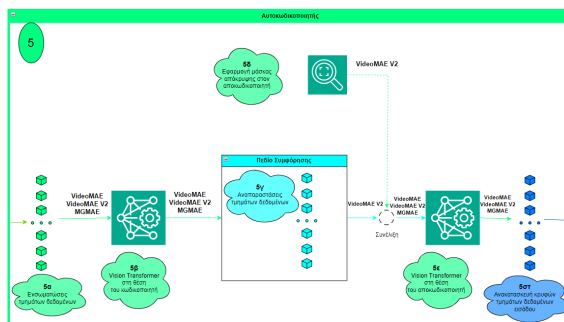 Αυτοκωδικοποιητής
5
5δ
Εφαρμογή μάσκας
απόκρυψης στον
αποκωδικοποιητή
VideoMAE V2
Πεδίο Συμφόρησης
5γ
Αναπαραστάσεις
τμημάτων δεδομένων
VideoMAE
VideoMAE V2
MGMAE
VideoMAE
VideoMAE V2
MGMAE
VideoMAE V2
VideoMAE
VideoMAE V2
MGMAE
VideoMAE
VideoMAE V2
MGMAE
Συνέλιξη
5α
Ενσωματώσεις
τμημάτων δεδομένων
5β
Vision Transformer
στη θέση
του κωδικοποιητή
5ε
Vision Transformer
στη θέση
του αποκωδικοποιητή
5στ
Ανακατασκευή κρυφών
τμημάτων δεδομένων
εισόδου